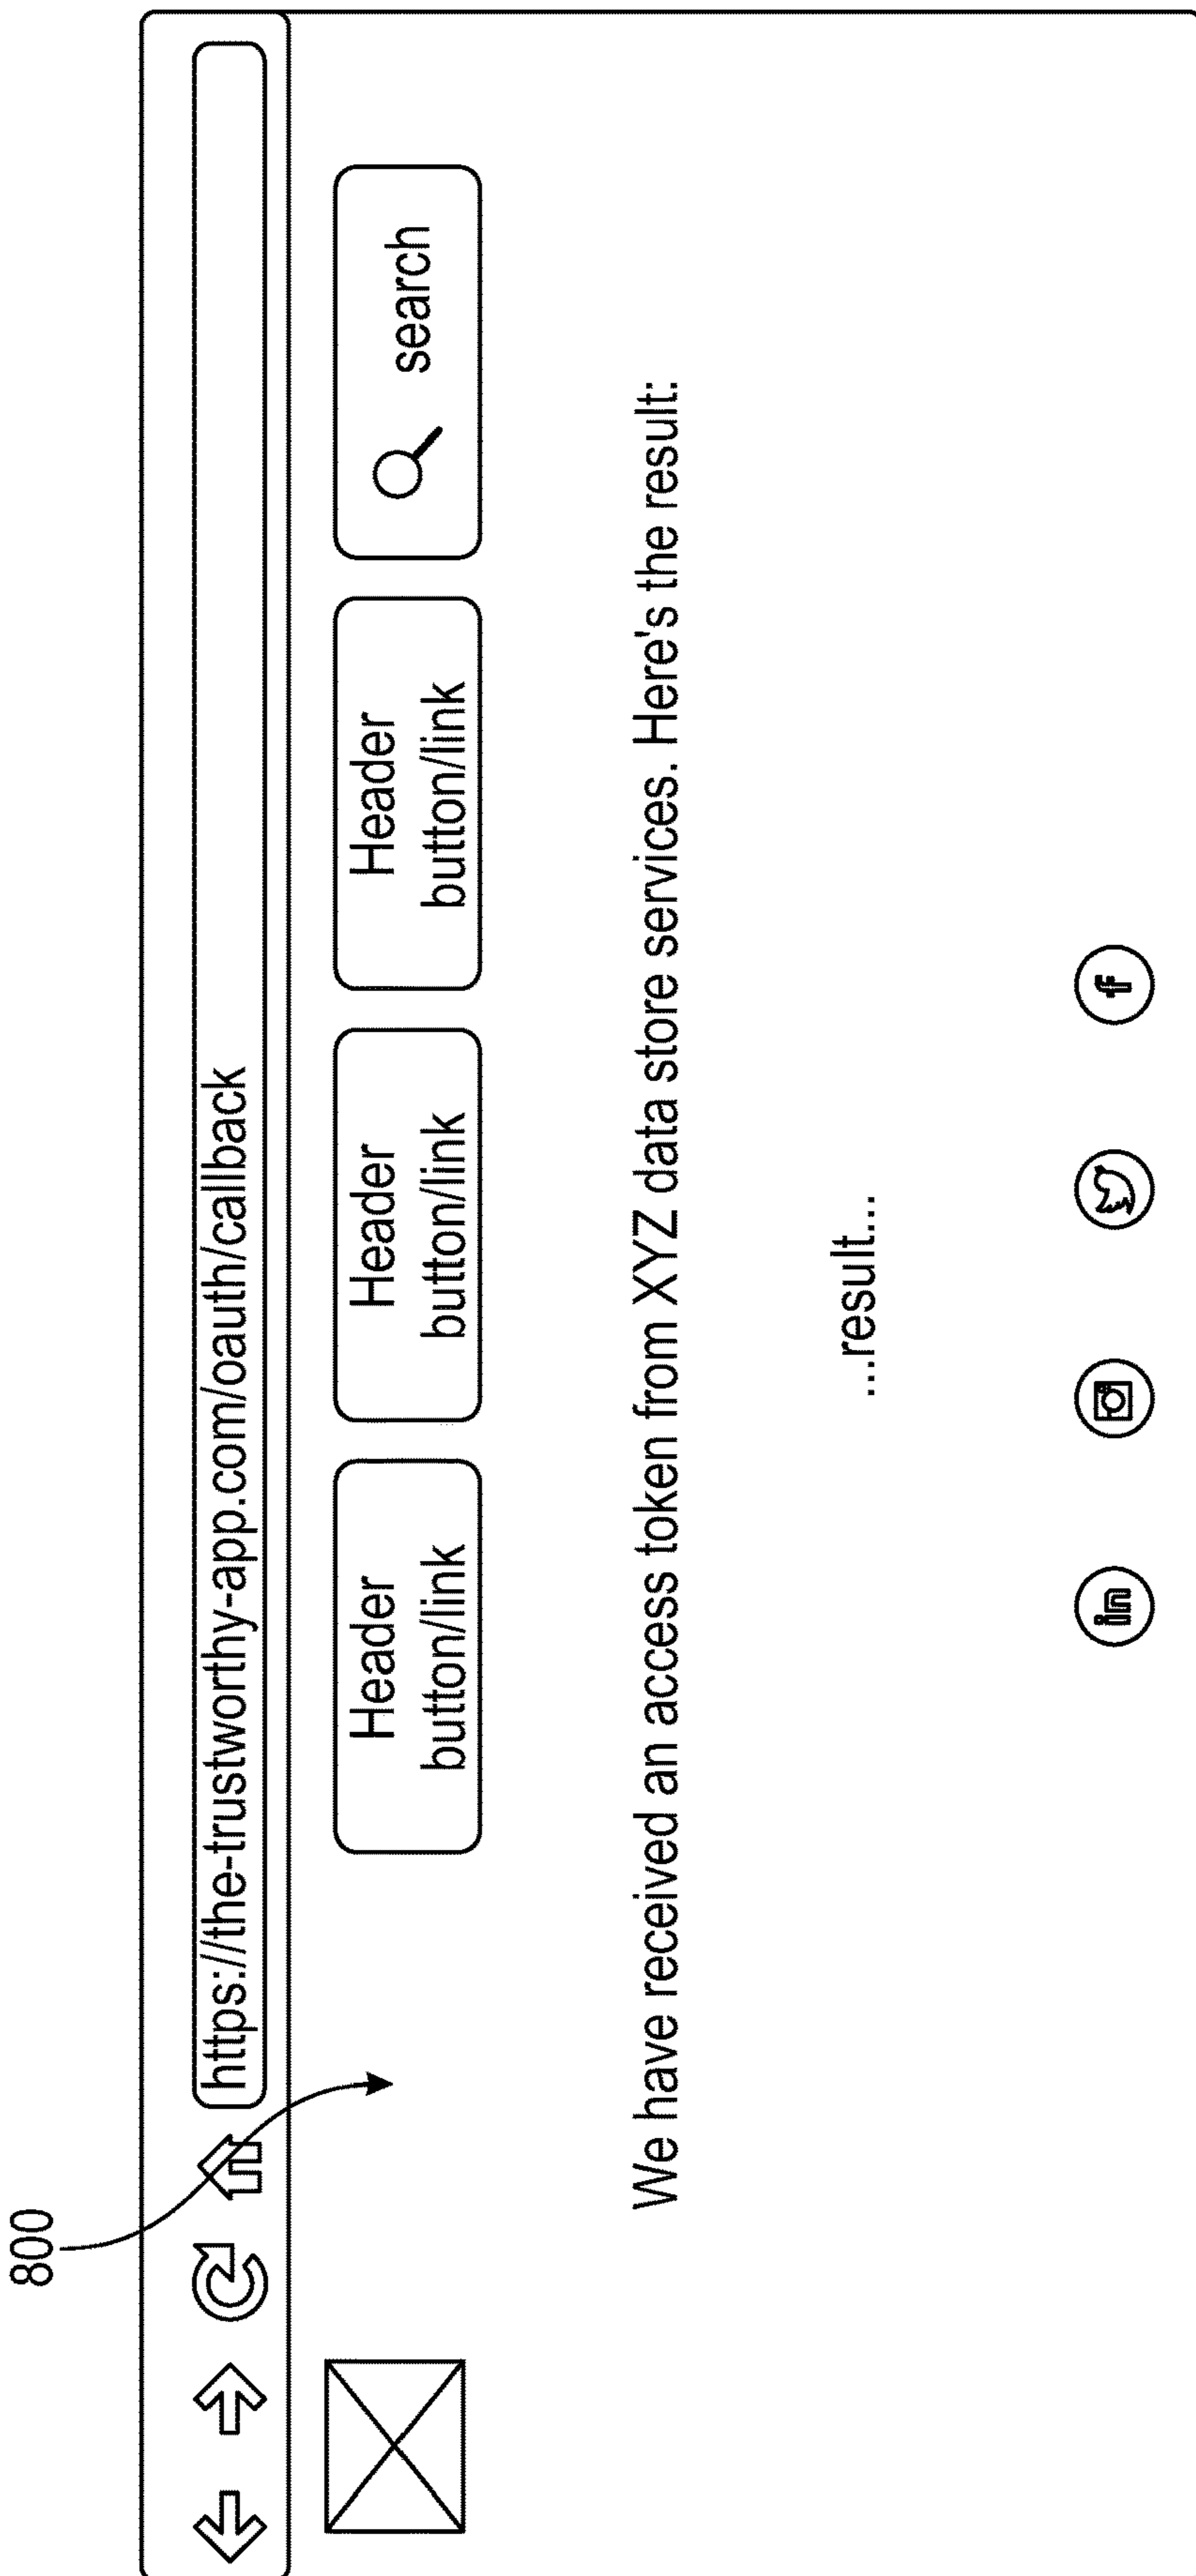 800
https://the-trustworthy-app.com/oauth/callback
Header
button/link
Header
button/link
Header
button/link
search
We have received an access token from XYZ data store services. Here's the result:
...result...
in
f